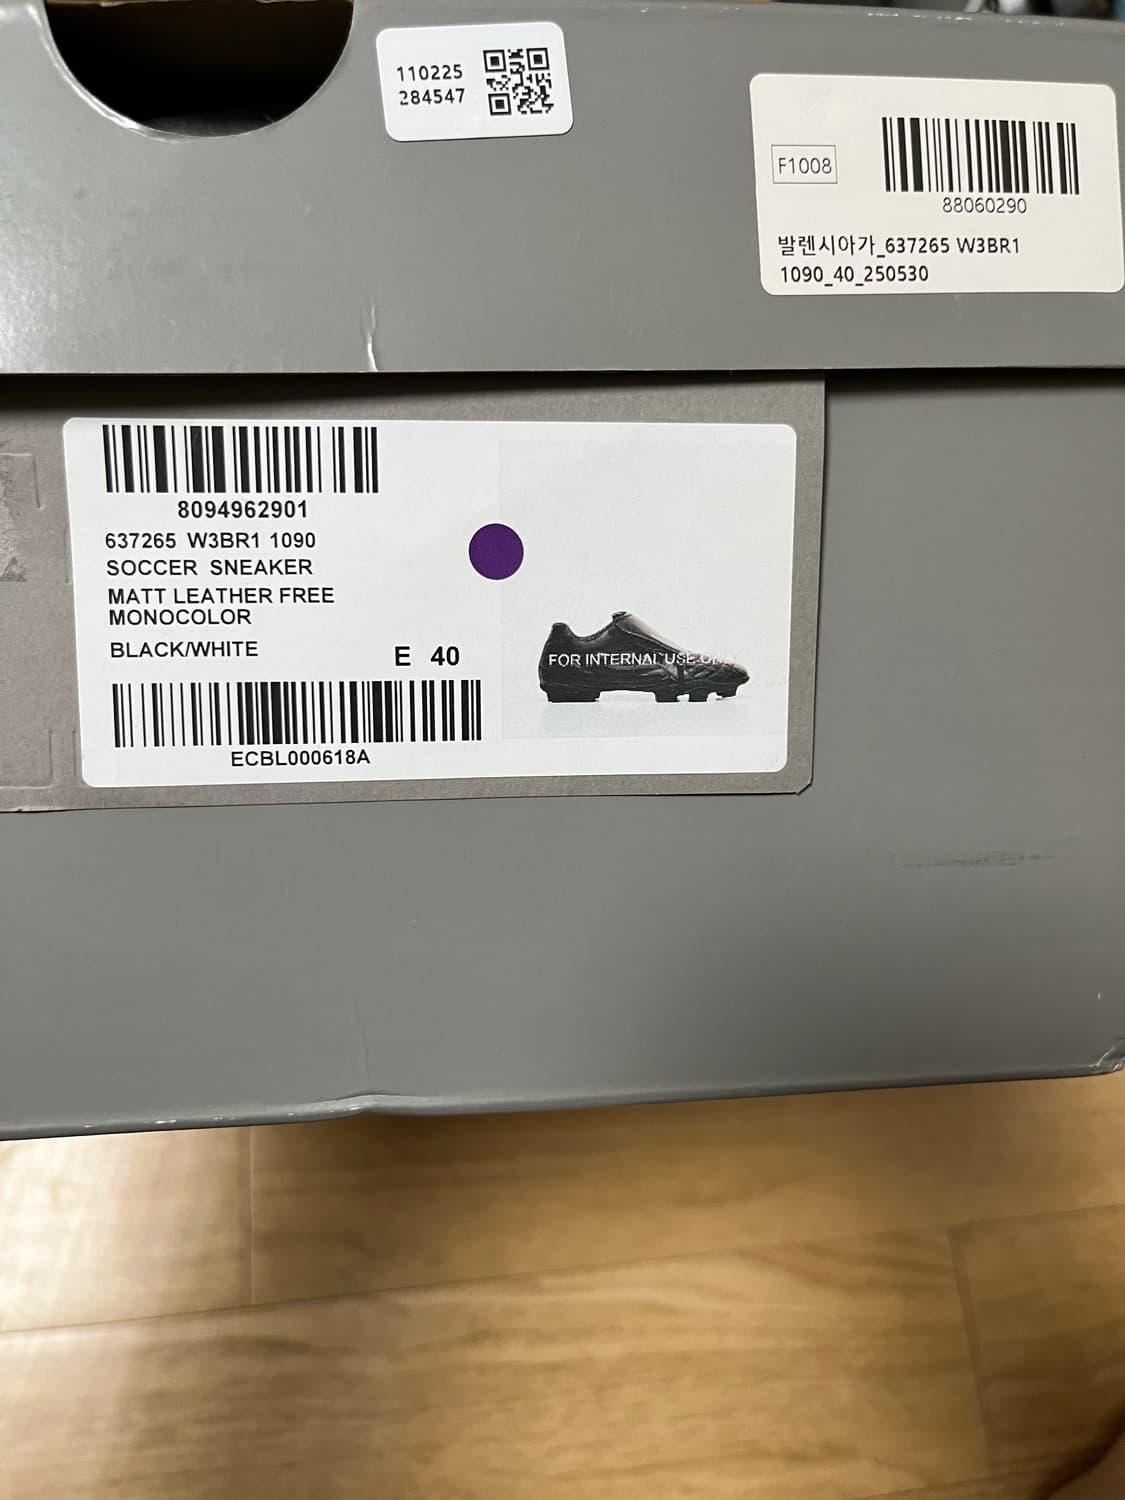 110225
284547
F1008
88060290
발렌시아가_637265 W3BR1
1090_40_250530
8094962901
637265 W3BR1 1090
SOCCER SNEAKER
MATT LEATHER FREE
MONOCOLOR
BLACK/WHITE
E 40
FOR INTERNAL USE ONLY
ECBL000618A